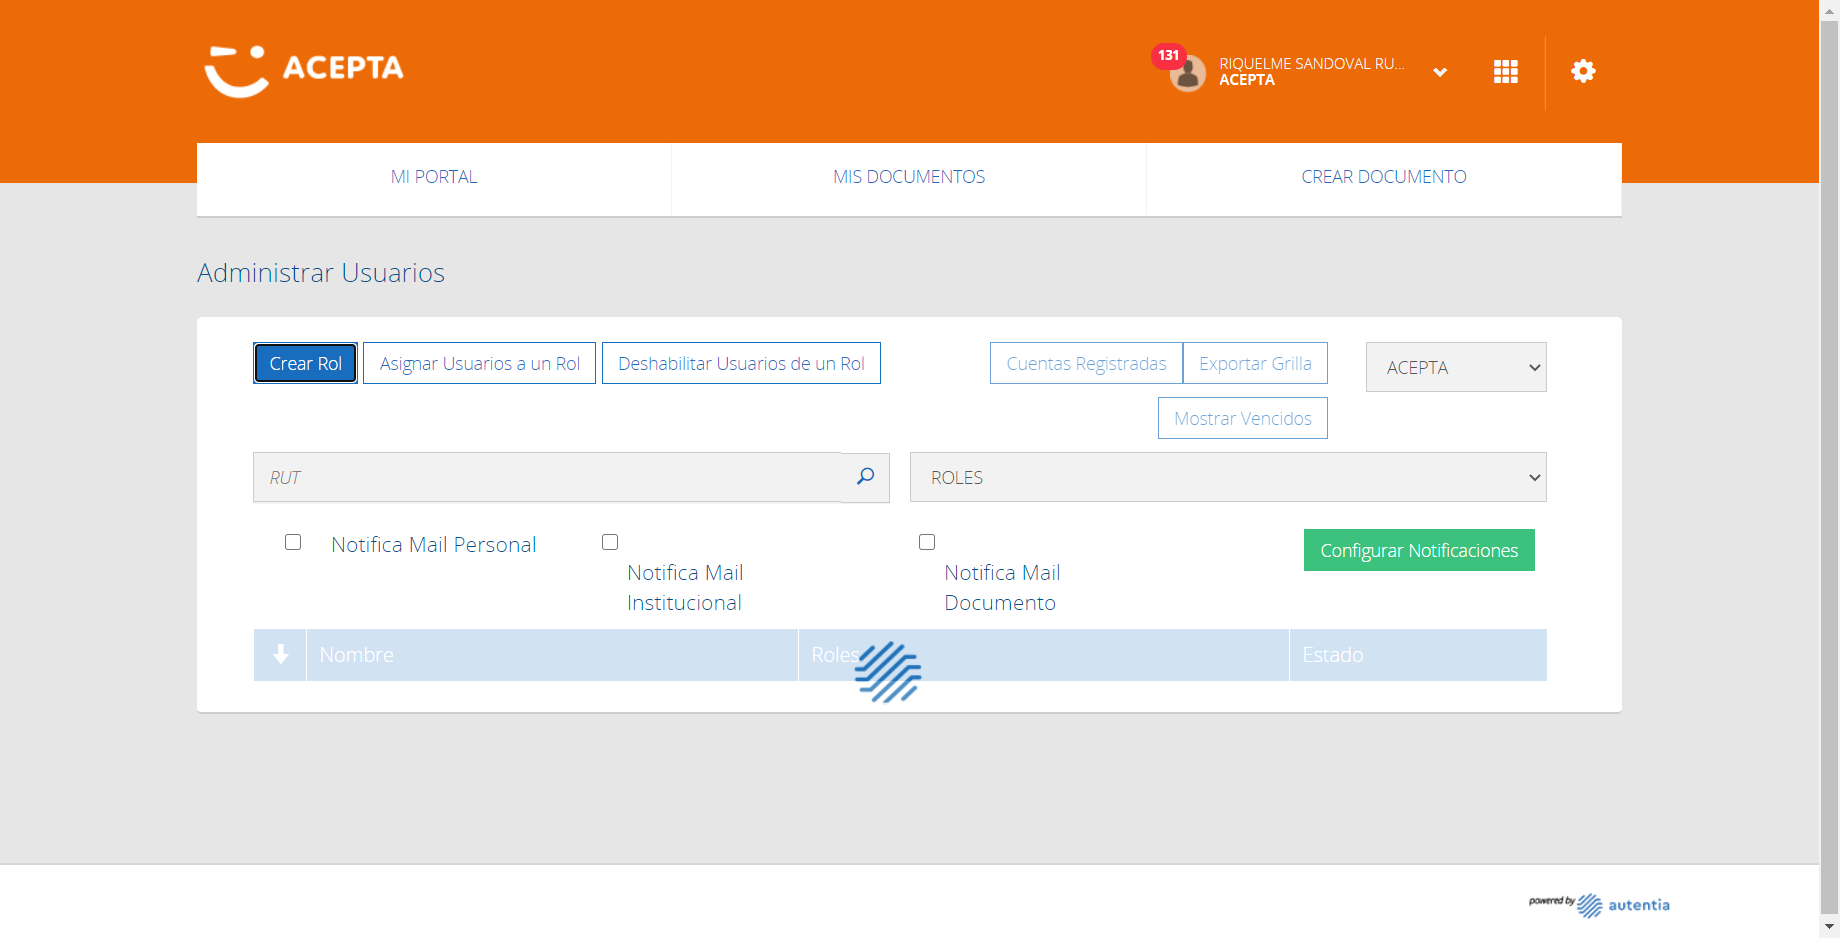 ACEPTA
131
RIQUELME SANDOVAL RU...
ACEPTA
MI PORTAL
MIS DOCUMENTOS
CREAR DOCUMENTO
Administrar Usuarios
Crear Rol
Asignar Usuarios a un Rol
Deshabilitar Usuarios de un Rol
Cuentas Registradas
Exportar Grilla
ACEPTA
Mostrar Vencidos
RUT
ROLES
Notifica Mail Personal
Notifica Mail
Institucional
Notifica Mail
Documento
Configurar Notificaciones
Nombre
Roles
Estado
powered by autentia